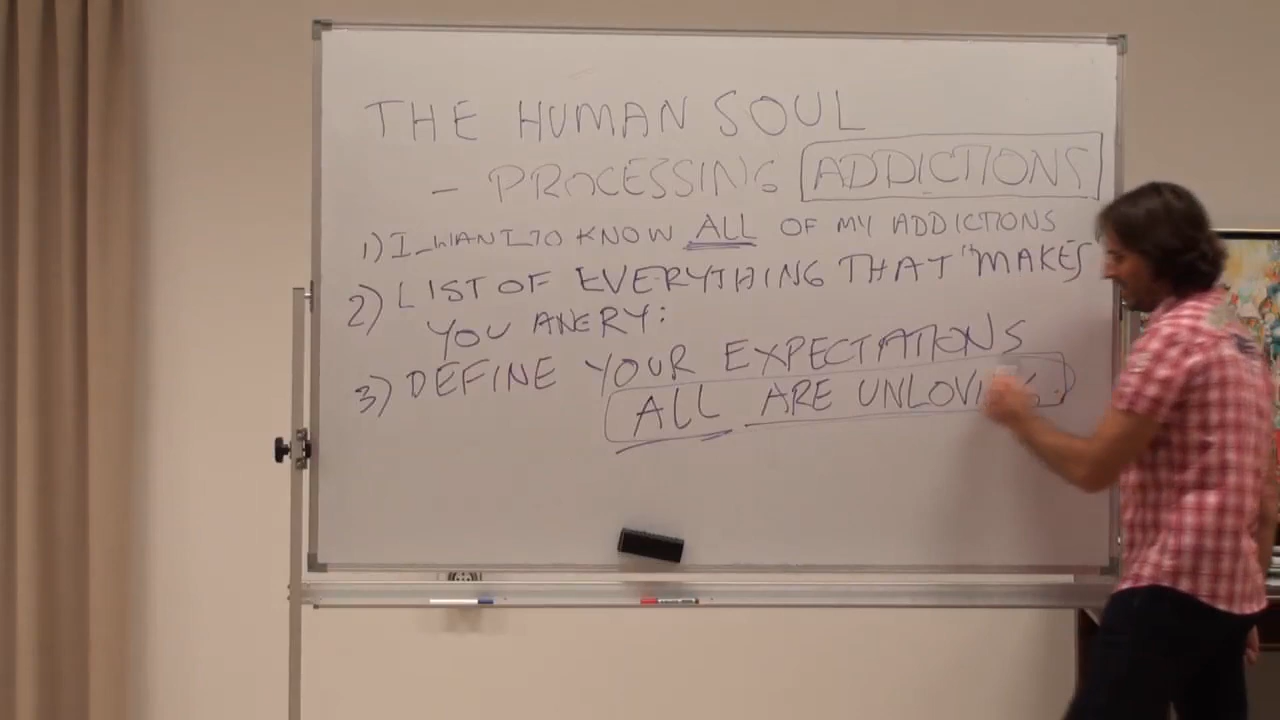 THE HUMAN SOUL
- PROCESSING ADDICTIONS
1) I WANT TO KNOW ALL OF MY ADDICTIONS
2) LIST OF EVERYTHING THAT "MAKES
YOU ANGRY:
3) DEFINE YOUR EXPECTATIONS
ALL ARE